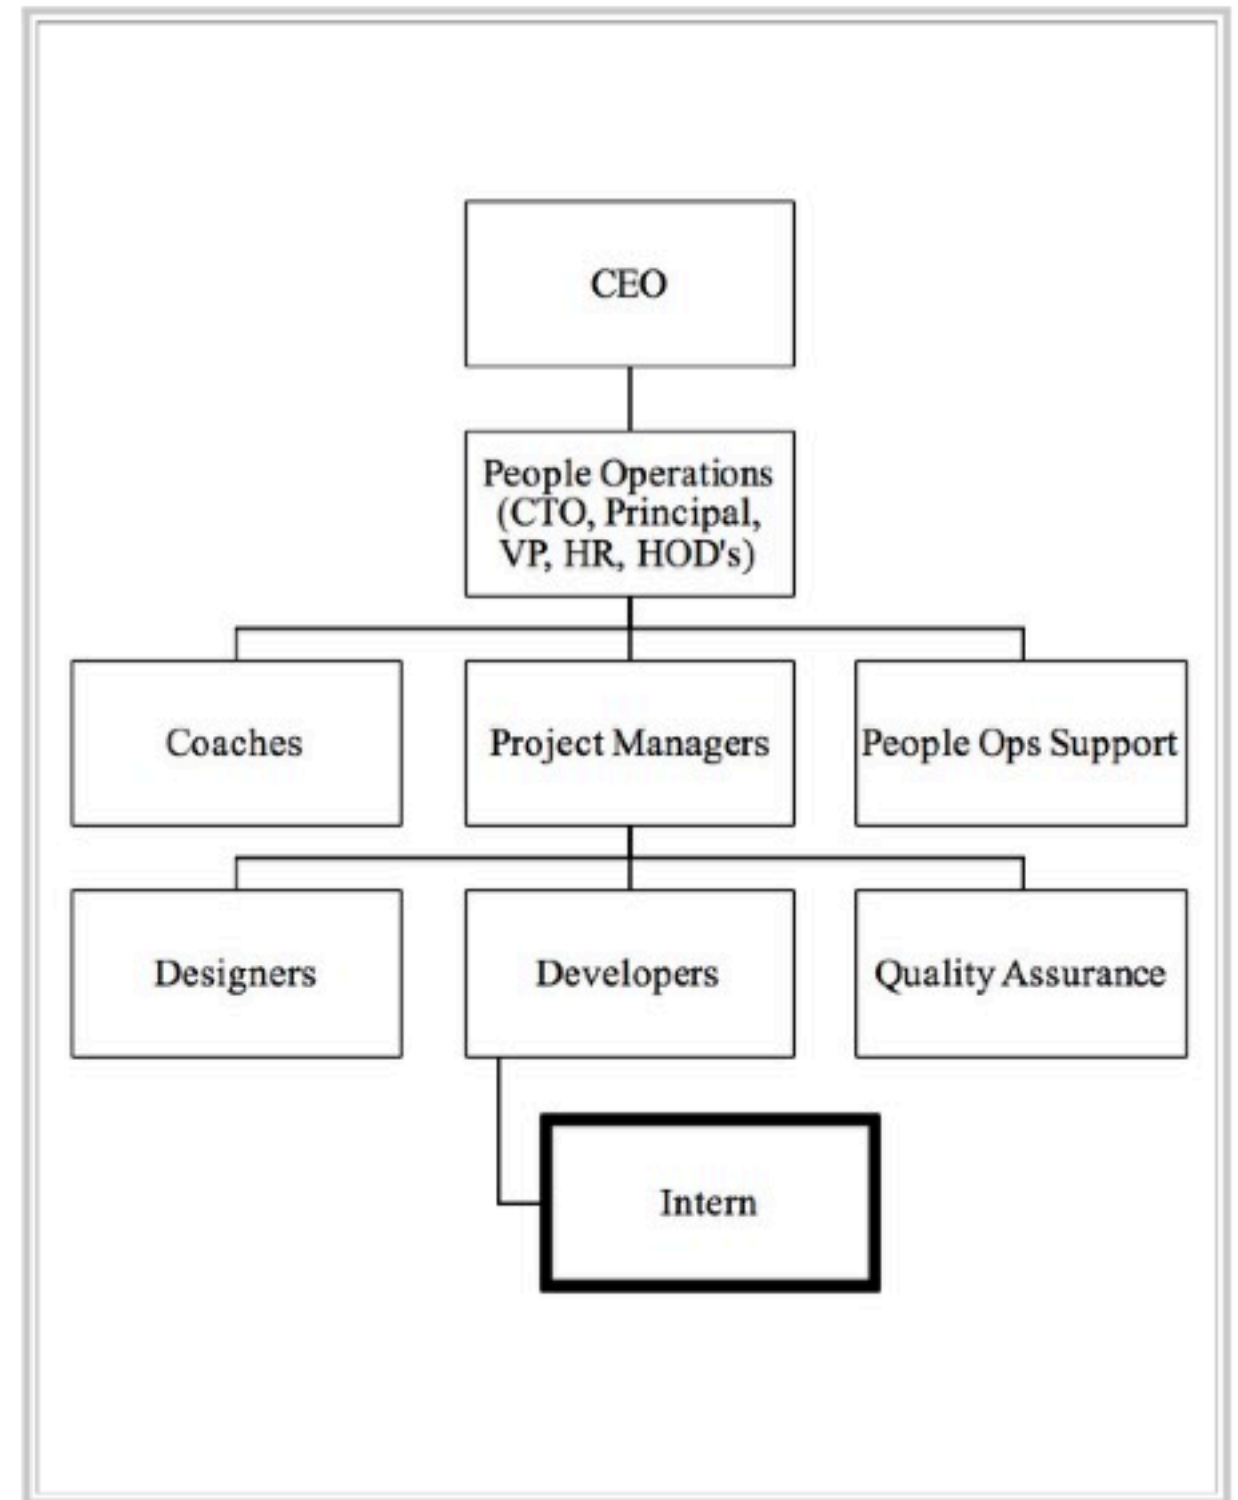 CEO
People Operations
(CTO, Principal,
VP, HR, HOD's)
Coaches
Project Managers
People Ops Support
Designers
Developers
Quality Assurance
Intern